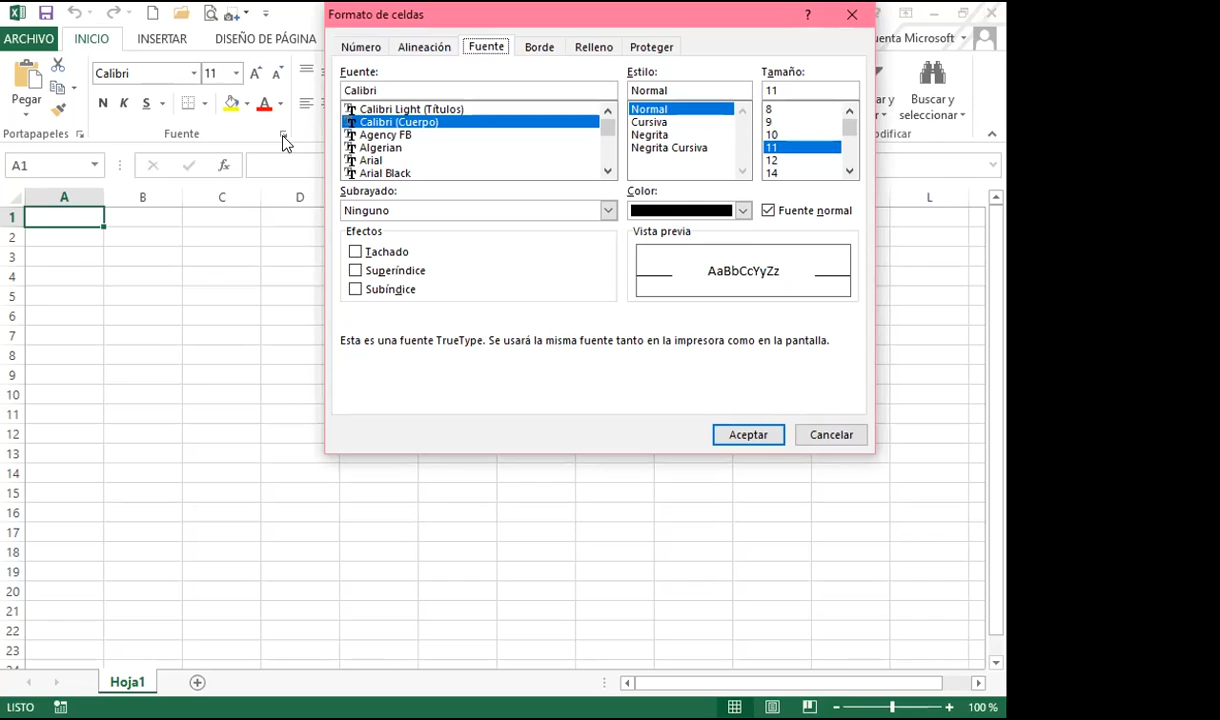 Formato de celdas
?
ARCHIVO INICIO INSERTAR DISEÑO DE PÁGINA
uenta Microsoft
Número Alineación Fuente Borde Relleno Proteger
Fuente: Estilo: Tamaño:
Calibri 11
Calibri Normal 11
Calibri Light (Títulos) Normal 8
Calibri (Cuerpo) Cursiva 9
Agency FB Negrita 10
Algerian Negrita Cursiva 11
Arial 12
Arial Black 14
Pegar
N K S A
Buscar y
seleccionar
ar y
Portapapeles Fuente
odificar
Subrayado: Color:
Ninguno Fuente normal
Efectos Vista previa
Tachado
Superíndice
Subíndice
AaBbCcYyZz
Esta es una fuente TrueType. Se usará la misma fuente tanto en la impresora como en la pantalla.
Aceptar Cancelar
A1 fx
A B C D L
1
2
3
4
5
6
7
8
9
10
11
12
13
14
15
16
17
18
19
20
21
22
23
Hoja1
LISTO 100 %